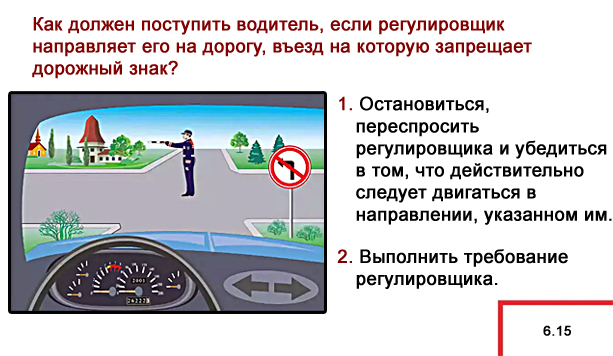 Как должен поступить водитель, если регулировщик
направляет его на дорогу, въезд на которую запрещает
дорожный знак?
1. Остановиться,
переспросить
регулировщика и убедиться
в том, что действительно
следует двигаться в
направлении, указанном им.
2. Выполнить требование
регулировщика.
6.15